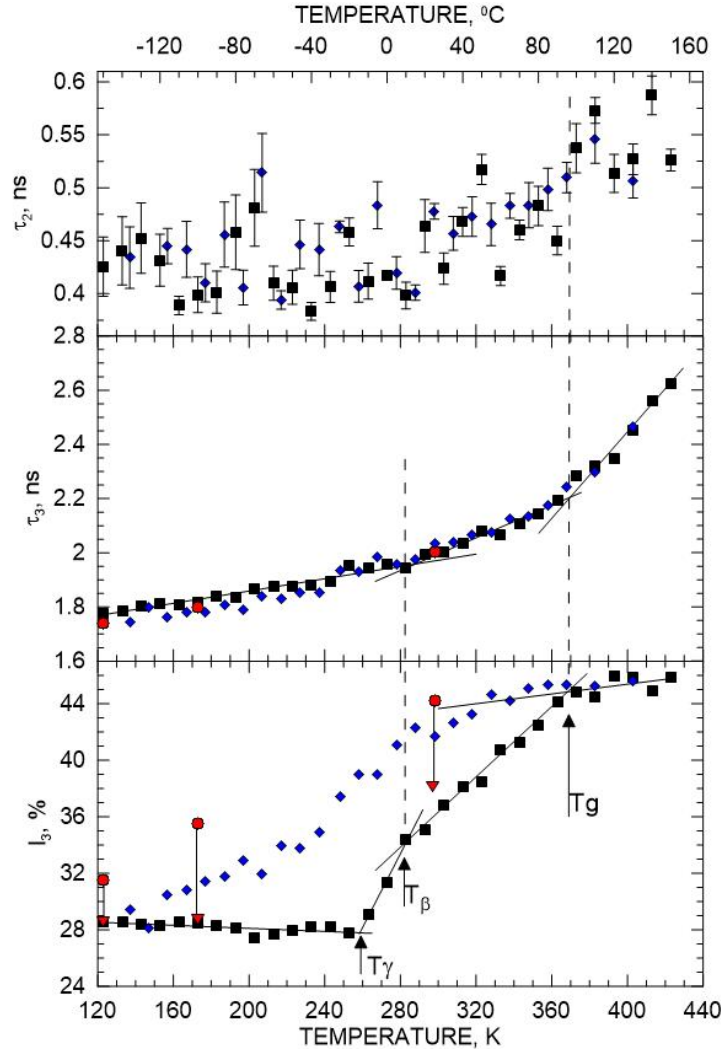 TEMPERATURE, ⁰C
-120 -80 -40 0 40 80 120 160
0.6
0.55
0.5
0.45
0.4
τ2, ns
2.8
2.6
2.4
2.2
2.0
1.8
1.6
τ3, ns
44
40
36
32
28
24
I3, %
Tg
Tβ
Tγ
120 160 200 240 280 320 360 400 440
TEMPERATURE, K